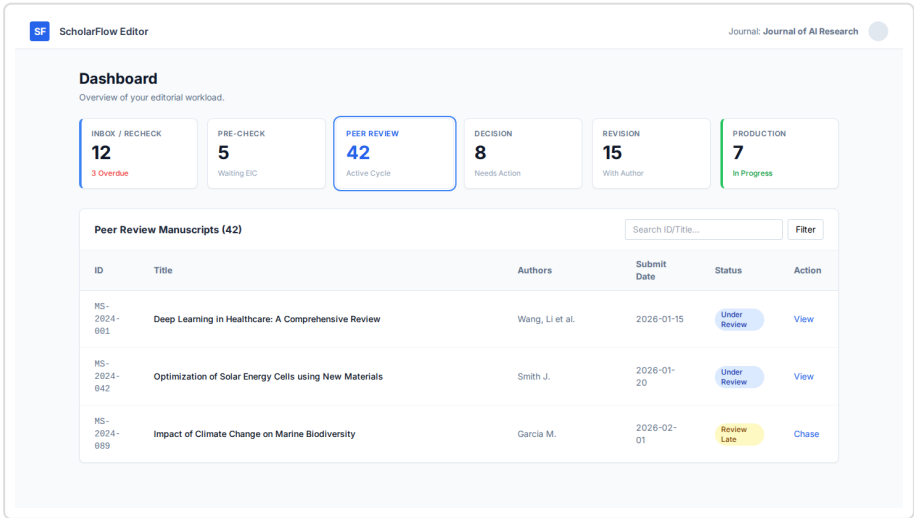 SF ScholarFlow Editor
Journal: Journal of AI Research
Dashboard
Overview of your editorial workload.
INBOX / RECHECK
12
3 Overdue
PRE-CHECK
5
Waiting EIC
PEER REVIEW
42
Active Cycle
DECISION
8
Needs Action
REVISION
15
With Author
PRODUCTION
7
In Progress
Peer Review Manuscripts (42)
Search ID/Title...
Filter
ID
Title
Authors
Submit
Date
Status
Action
MS-
2024-
001
Deep Learning in Healthcare: A Comprehensive Review
Wang, Li et al.
2026-01-15
Under
Review
View
MS-
2024-
042
Optimization of Solar Energy Cells using New Materials
Smith J.
2026-01-
20
Under
Review
View
MS-
2024-
089
Impact of Climate Change on Marine Biodiversity
Garcia M.
2026-02-
01
Review
Late
Chase